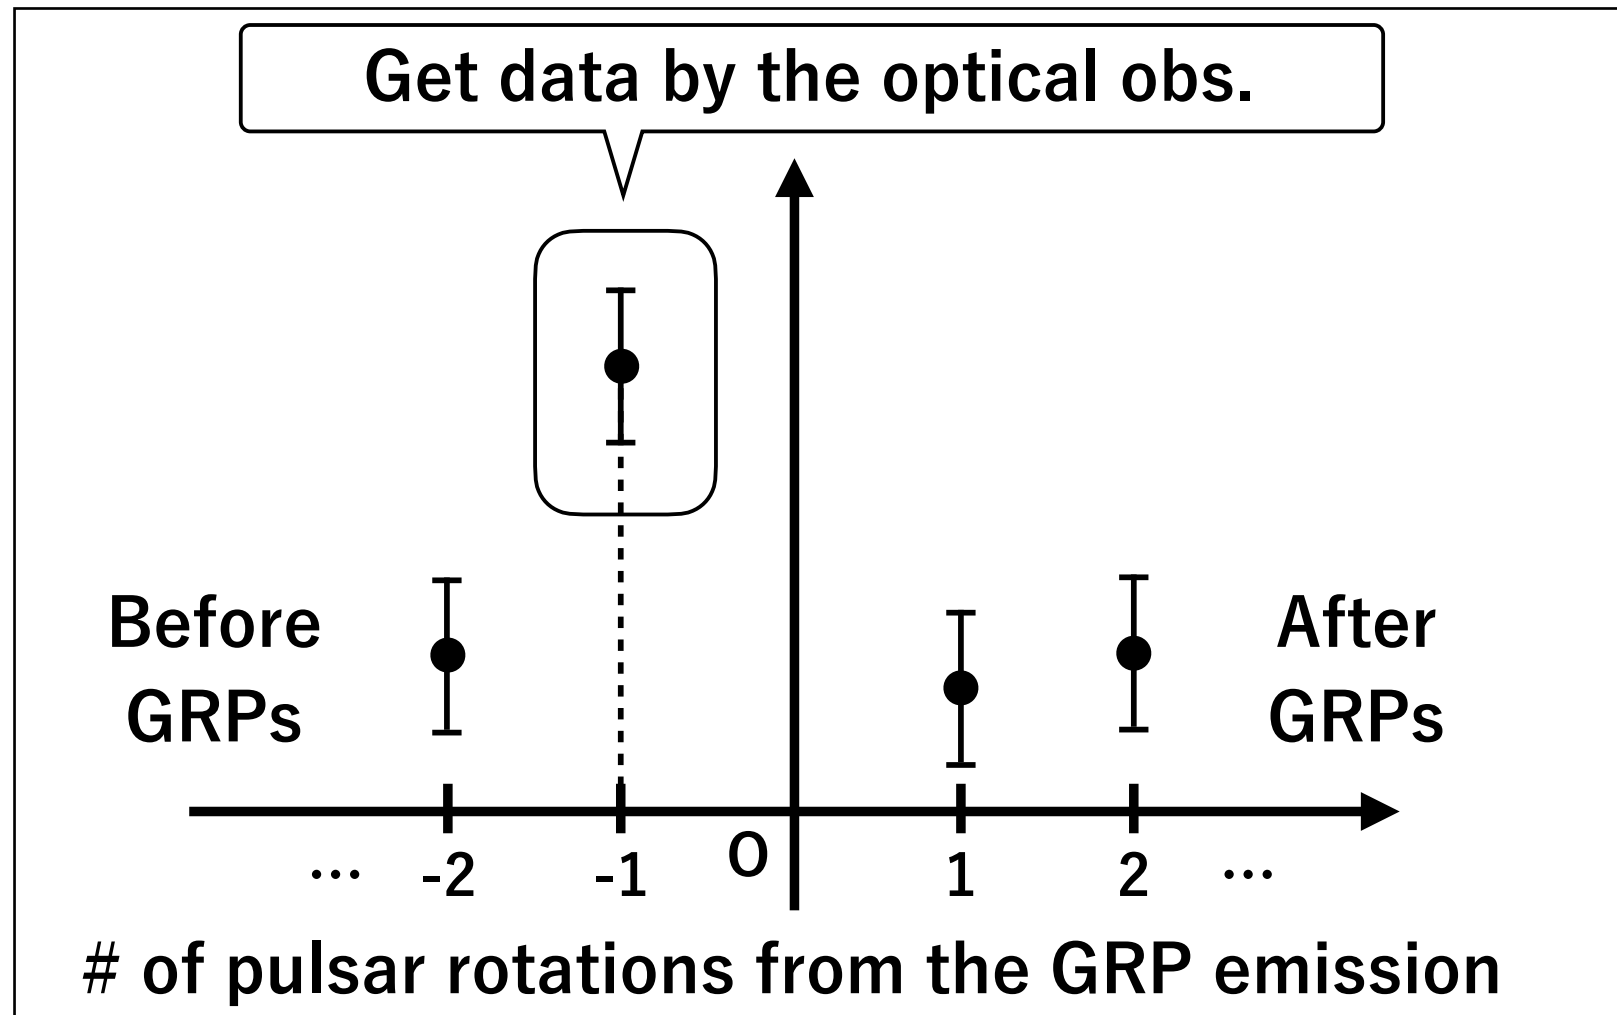 Get data by the optical obs.
Before
GRPs
After
GRPs
… -2 -1 O 1 2 …
# of pulsar rotations from the GRP emission